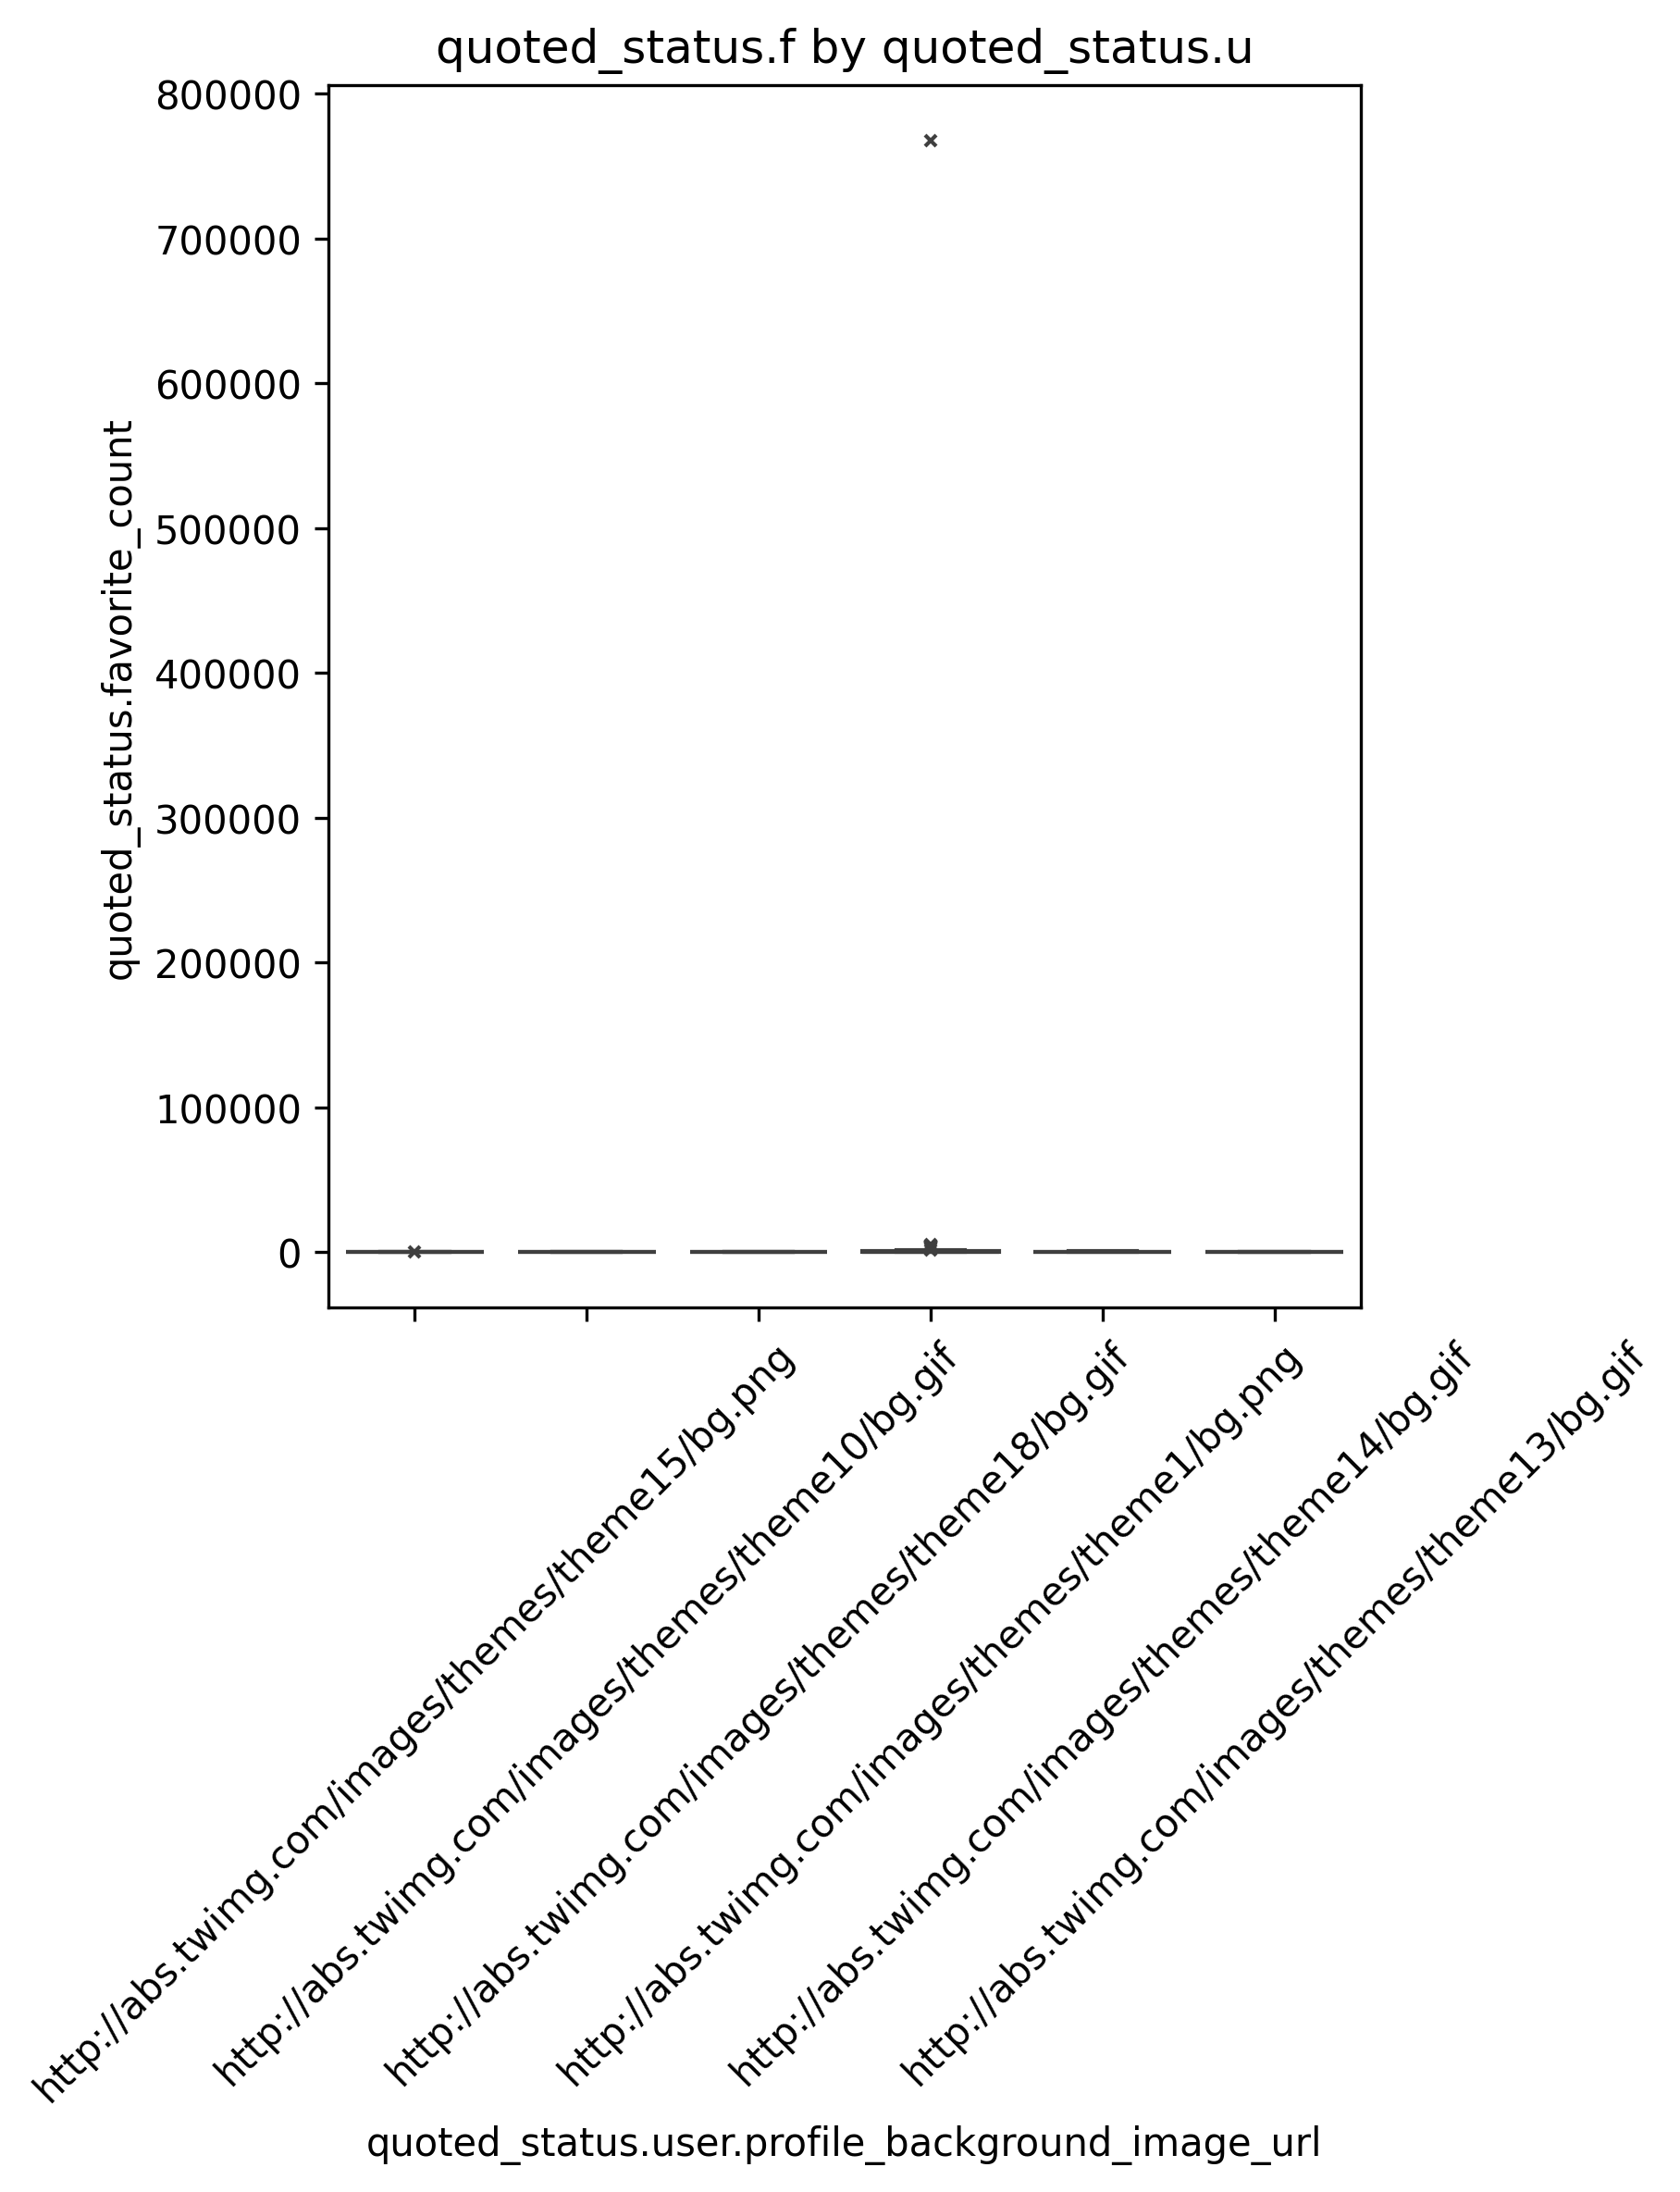 quoted_status.f by quoted_status.u
800000
700000
600000
500000
400000
300000
200000
100000
0
quoted_status.favorite_count
http://abs.twimg.com/images/themes/theme15/bg.png
http://abs.twimg.com/images/themes/theme10/bg.gif
http://abs.twimg.com/images/themes/theme18/bg.gif
http://abs.twimg.com/images/themes/theme1/bg.png
http://abs.twimg.com/images/themes/theme14/bg.gif
http://abs.twimg.com/images/themes/theme13/bg.gif
quoted_status.user.profile_background_image_url